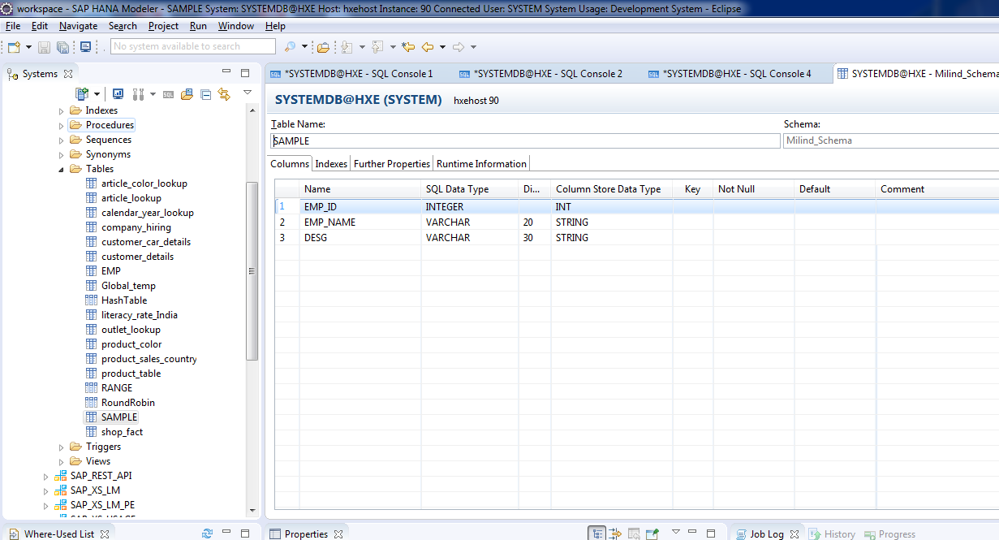 workspace - SAP HANA Modeler - SAMPLE System: SYSTEMDB@HXE Host: hxehost Instance: 90 Connected User: SYSTEM System Usage: Development System - Eclipse
File Edit Navigate Search Project Run Window Help
No system available to search
Systems
*SYSTEMDB@HXE - SQL Console 1
*SYSTEMDB@HXE - SQL Console 2
*SYSTEMDB@HXE - SQL Console 4
SYSTEMDB@HXE - Milind_Schema
Indexes
Procedures
Sequences
Synonyms
Tables
article_color_lookup
article_lookup
calendar_year_lookup
company_hiring
customer_car_details
customer_details
EMP
Global_temp
HashTable
literacy_rate_India
outlet_lookup
product_color
product_sales_country
product_table
RANGE
RoundRobin
SAMPLE
shop_fact
Triggers
Views
SAP_REST_API
SAP_XS_LM
SAP_XS_LM_PE
SAP_XS_USAGE
SYSTEMDB@HXE (SYSTEM) hxehost 90
Table Name: Schema:
SAMPLE Milind_Schema
Columns Indexes Further Properties Runtime Information
Name SQL Data Type Di... Column Store Data Type Key Not Null Default Comment
1 EMP_ID INTEGER INT
2 EMP_NAME VARCHAR 20 STRING
3 DESG VARCHAR 30 STRING
Where-Used List
Properties
Job Log
History
Progress